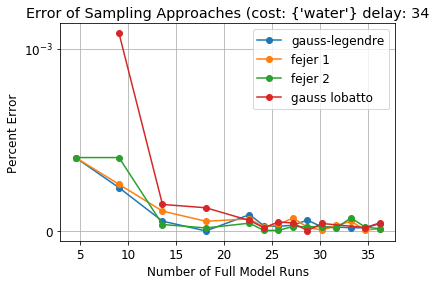 Error of Sampling Approaches (cost: {'water'} delay: 34
gauss-legendre
fejer 1
fejer 2
gauss lobatto
10⁻³
0
Percent Error
5 10 15 20 25 30 35
Number of Full Model Runs